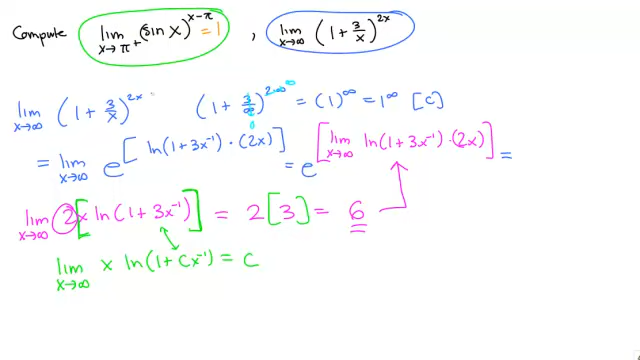 Compute lim x→π+ (sin x)^(x-π) = 1 , lim x→∞ (1 + 3/x)^(2x)
lim x→∞ (1 + 3/x)^(2x) (1 + 3/∞)^(2·∞) = (1)^∞ = 1^∞ [C]
= lim x→∞ e^[ln(1+3x⁻¹)·(2x)] = e^[lim x→∞ ln(1+3x⁻¹)·(2x)] =
lim x→∞ 2[x ln(1+3x⁻¹)] = 2[3] = 6
lim x→∞ x ln(1+Cx⁻¹) = C